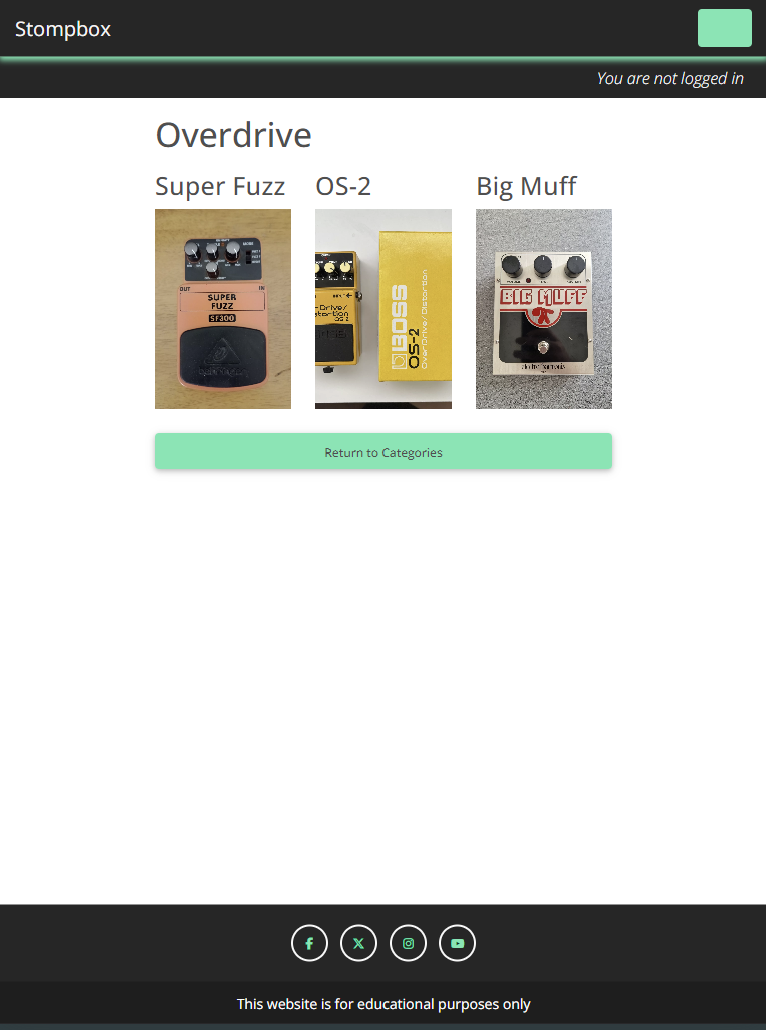 Stompbox
You are not logged in
Overdrive
Super Fuzz
OS-2
Big Muff
OUT
IN
SUPER
FUZZ
SF300
BOSS
OS-2
OverDrive/Distortion
BIG MUFF
Return to Categories
This website is for educational purposes only